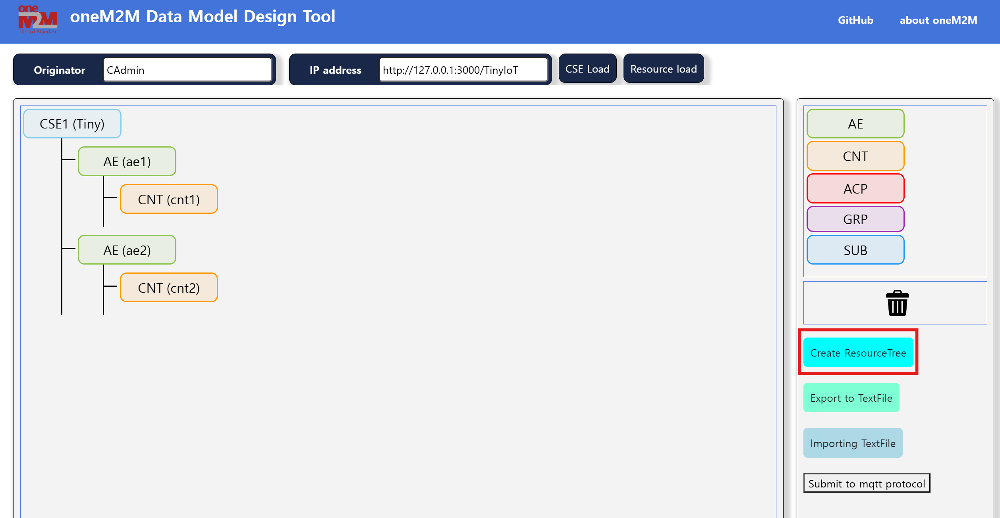 one
M2M
The IoT Standard
oneM2M Data Model Design Tool
GitHub
about oneM2M
Originator
CAdmin
IP address
http://127.0.0.1:3000/TinyIoT
CSE Load
Resource load
CSE1 (Tiny)
AE (ae1)
CNT (cnt1)
AE (ae2)
CNT (cnt2)
AE
CNT
ACP
GRP
SUB
Create ResourceTree
Export to TextFile
Importing TextFile
Submit to mqtt protocol